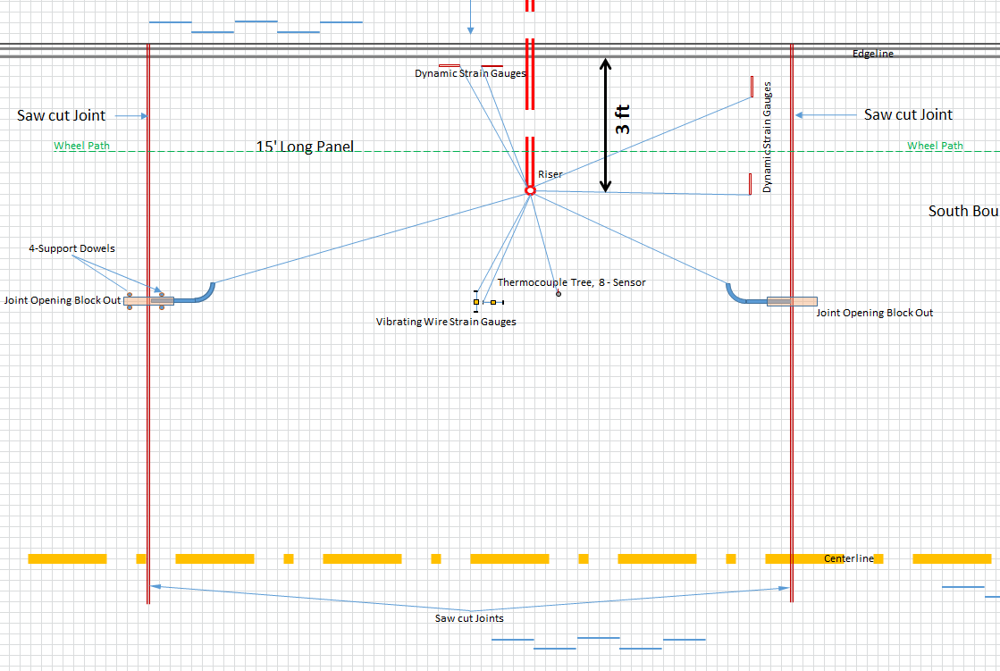 Edgeline
Dynamic Strain Gauges
Saw cut Joint
3 ft
Dynamic Strain Gauges
Saw cut Joint
Wheel Path
15' Long Panel
Wheel Path
Riser
South Bou
4-Support Dowels
Thermocouple Tree, 8 - Sensor
Joint Opening Block Out
Joint Opening Block Out
Vibrating Wire Strain Gauges
Centerline
Saw cut Joints